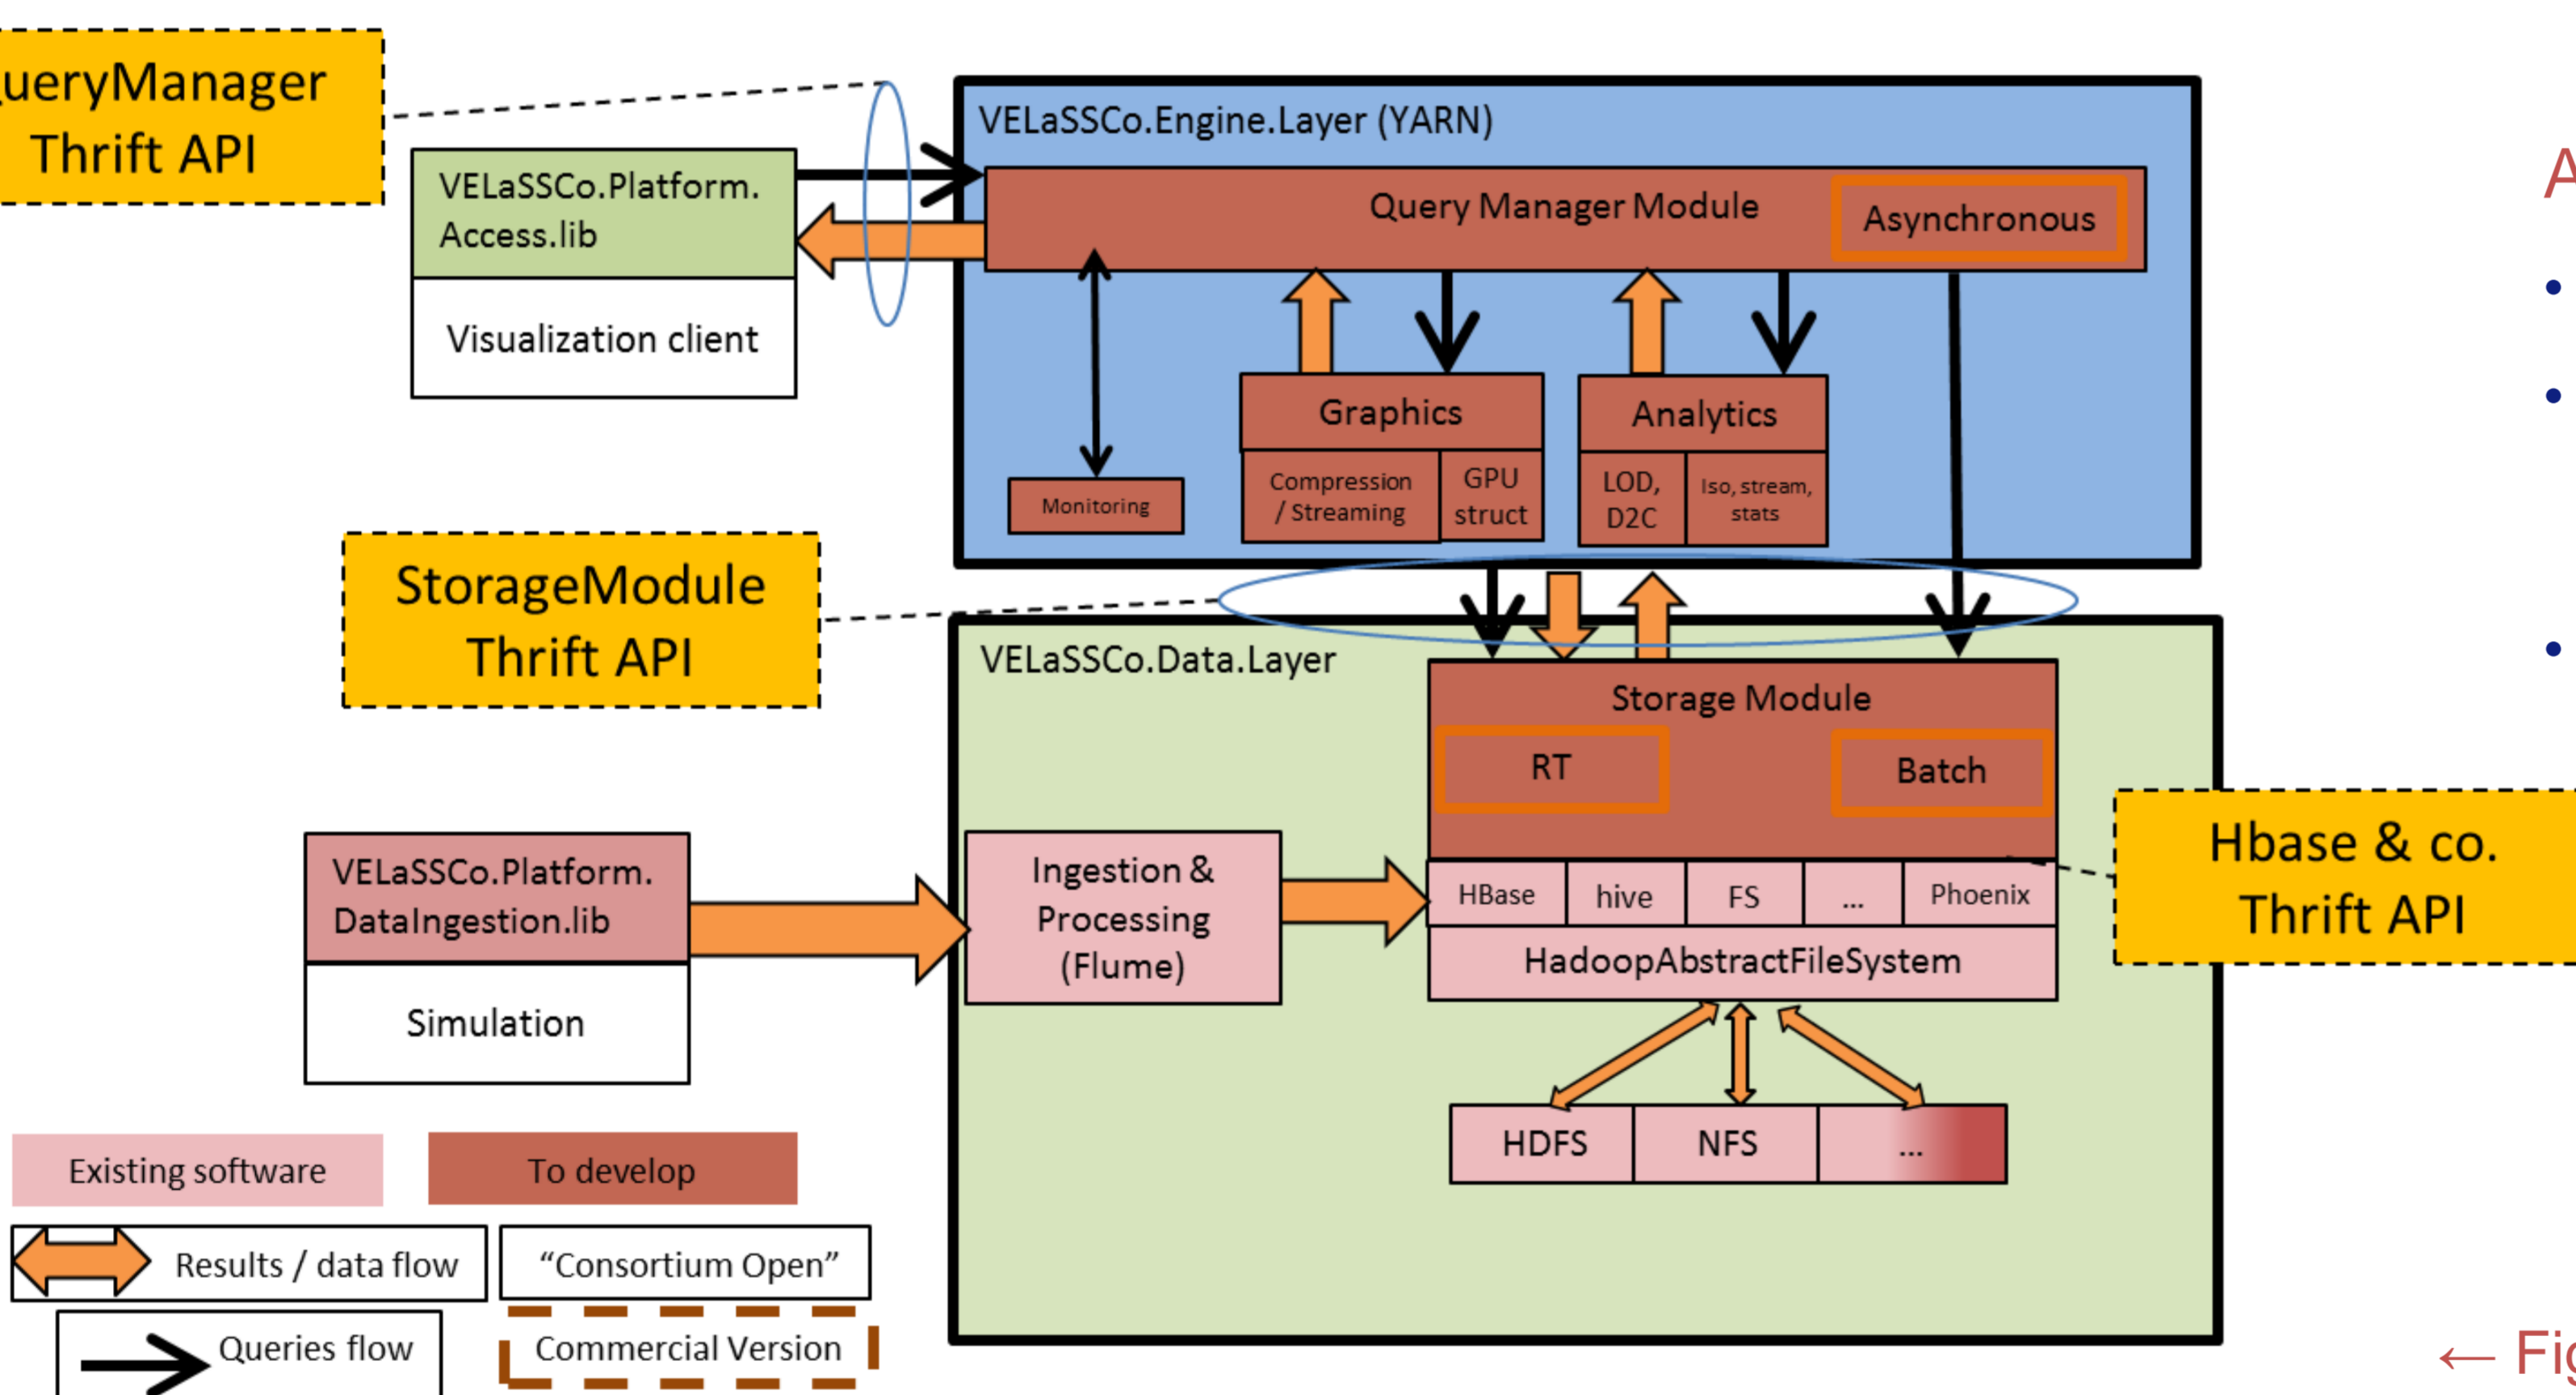 ueryManager
Thrift API
VELaSSCo.Platform.
Access.lib
Visualization client
VELaSSCo.Engine.Layer (YARN)
Query Manager Module
Asynchronous
Graphics
Compression
/ Streaming
GPU
struct
Analytics
LOD,
D2C
Iso, stream,
stats
Monitoring
StorageModule
Thrift API
VELaSSCo.Data.Layer
Storage Module
RT
Batch
Hbase & co.
Thrift API
VELaSSCo.Platform.
DataIngestion.lib
Simulation
Ingestion &
Processing
(Flume)
HBase
hive
FS
...
Phoenix
HadoopAbstractFileSystem
HDFS
NFS
...
Existing software
To develop
Results / data flow
“Consortium Open”
Queries flow
Commercial Version
A
•
•
•
← Fig